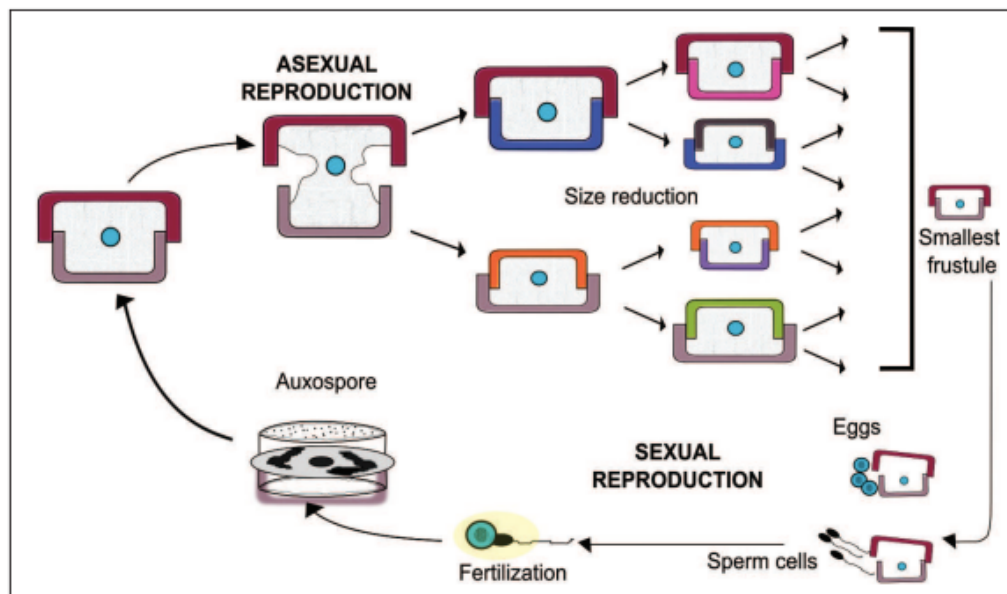 ASEXUAL
REPRODUCTION
Size reduction
Smallest
frustule
Auxospore
Eggs
SEXUAL
REPRODUCTION
Sperm cells
Fertilization